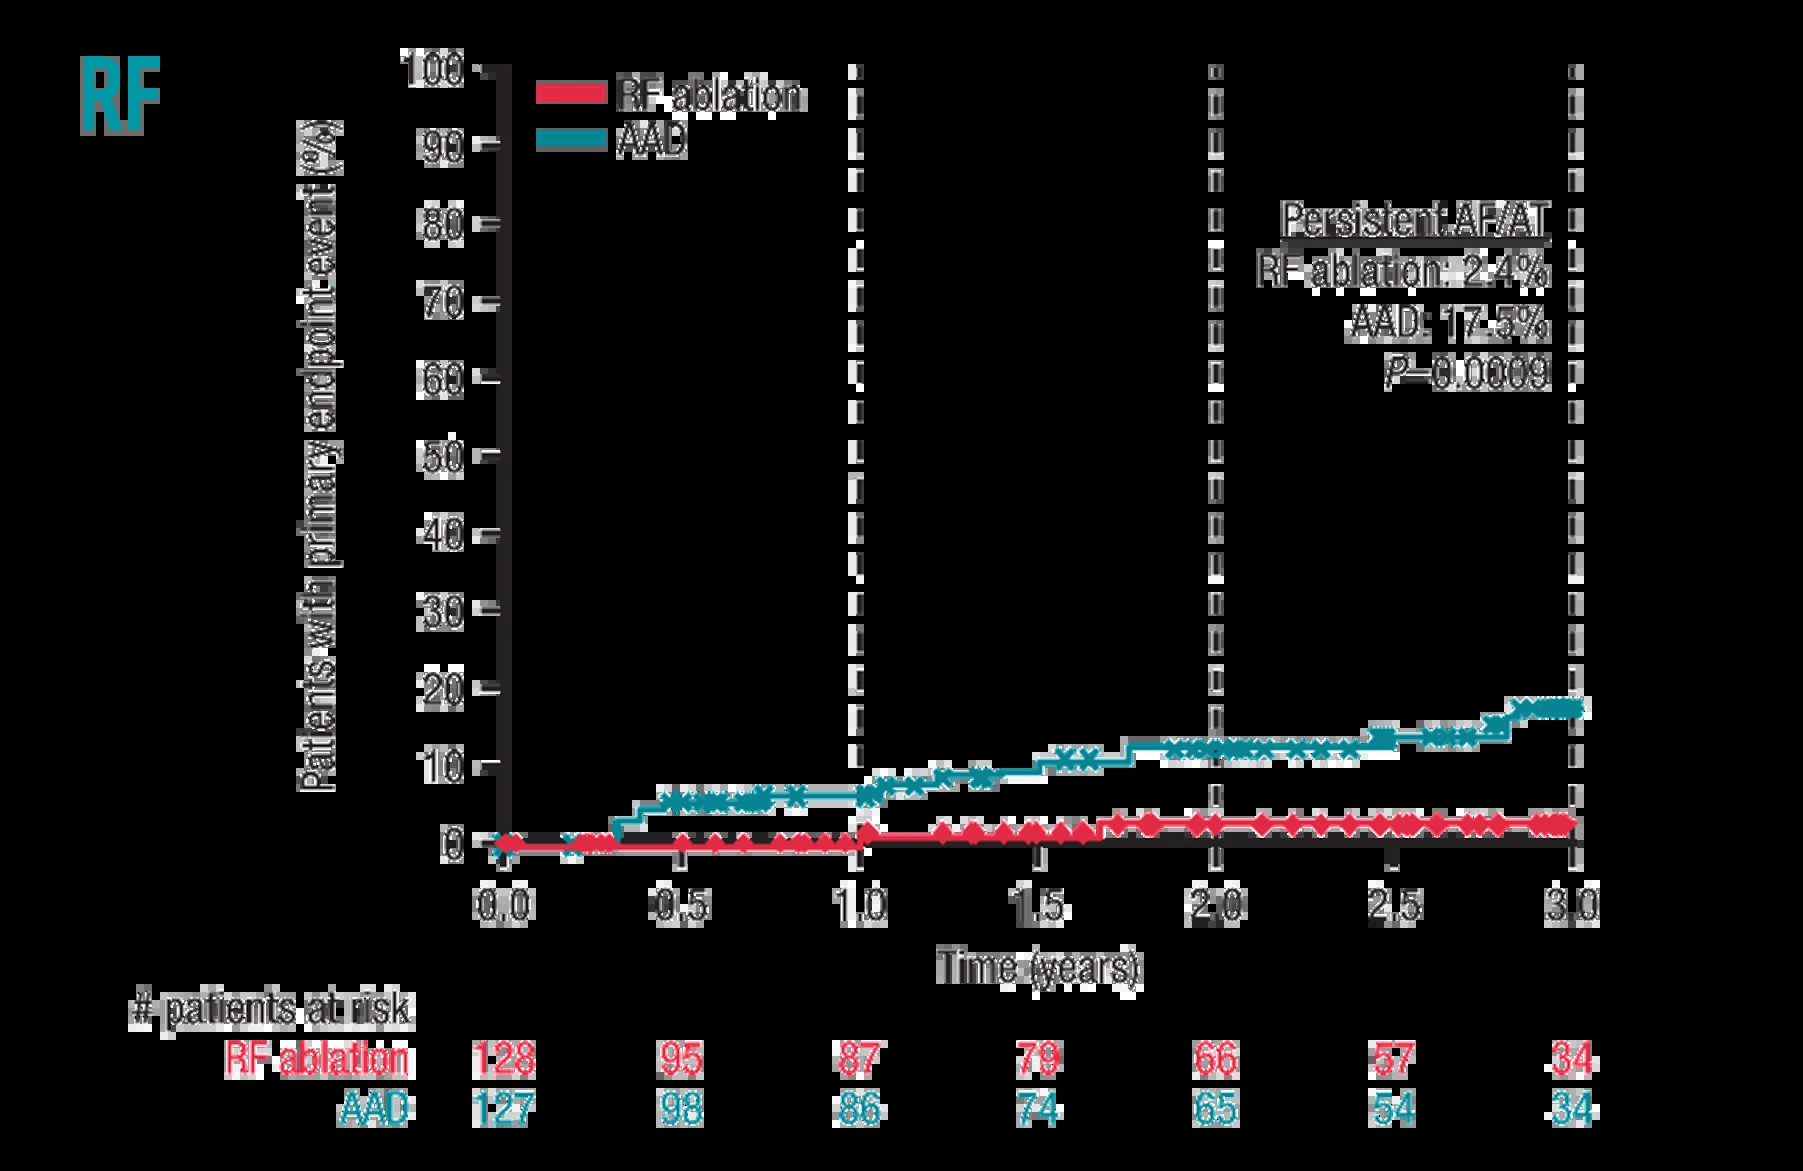 RF
Patients with primary endpoint event (%)
100
90
80
70
60
50
40
30
20
10
0
RF ablation
AAD
Persistent AF/AT
RF ablation: 2.4%
AAD: 17.5%
P=0.0009
0.0 0.5 1.0 1.5 2.0 2.5 3.0
Time (years)
# patients at risk
RF ablation 128 95 87 79 66 57 34
AAD 127 98 86 74 65 54 34